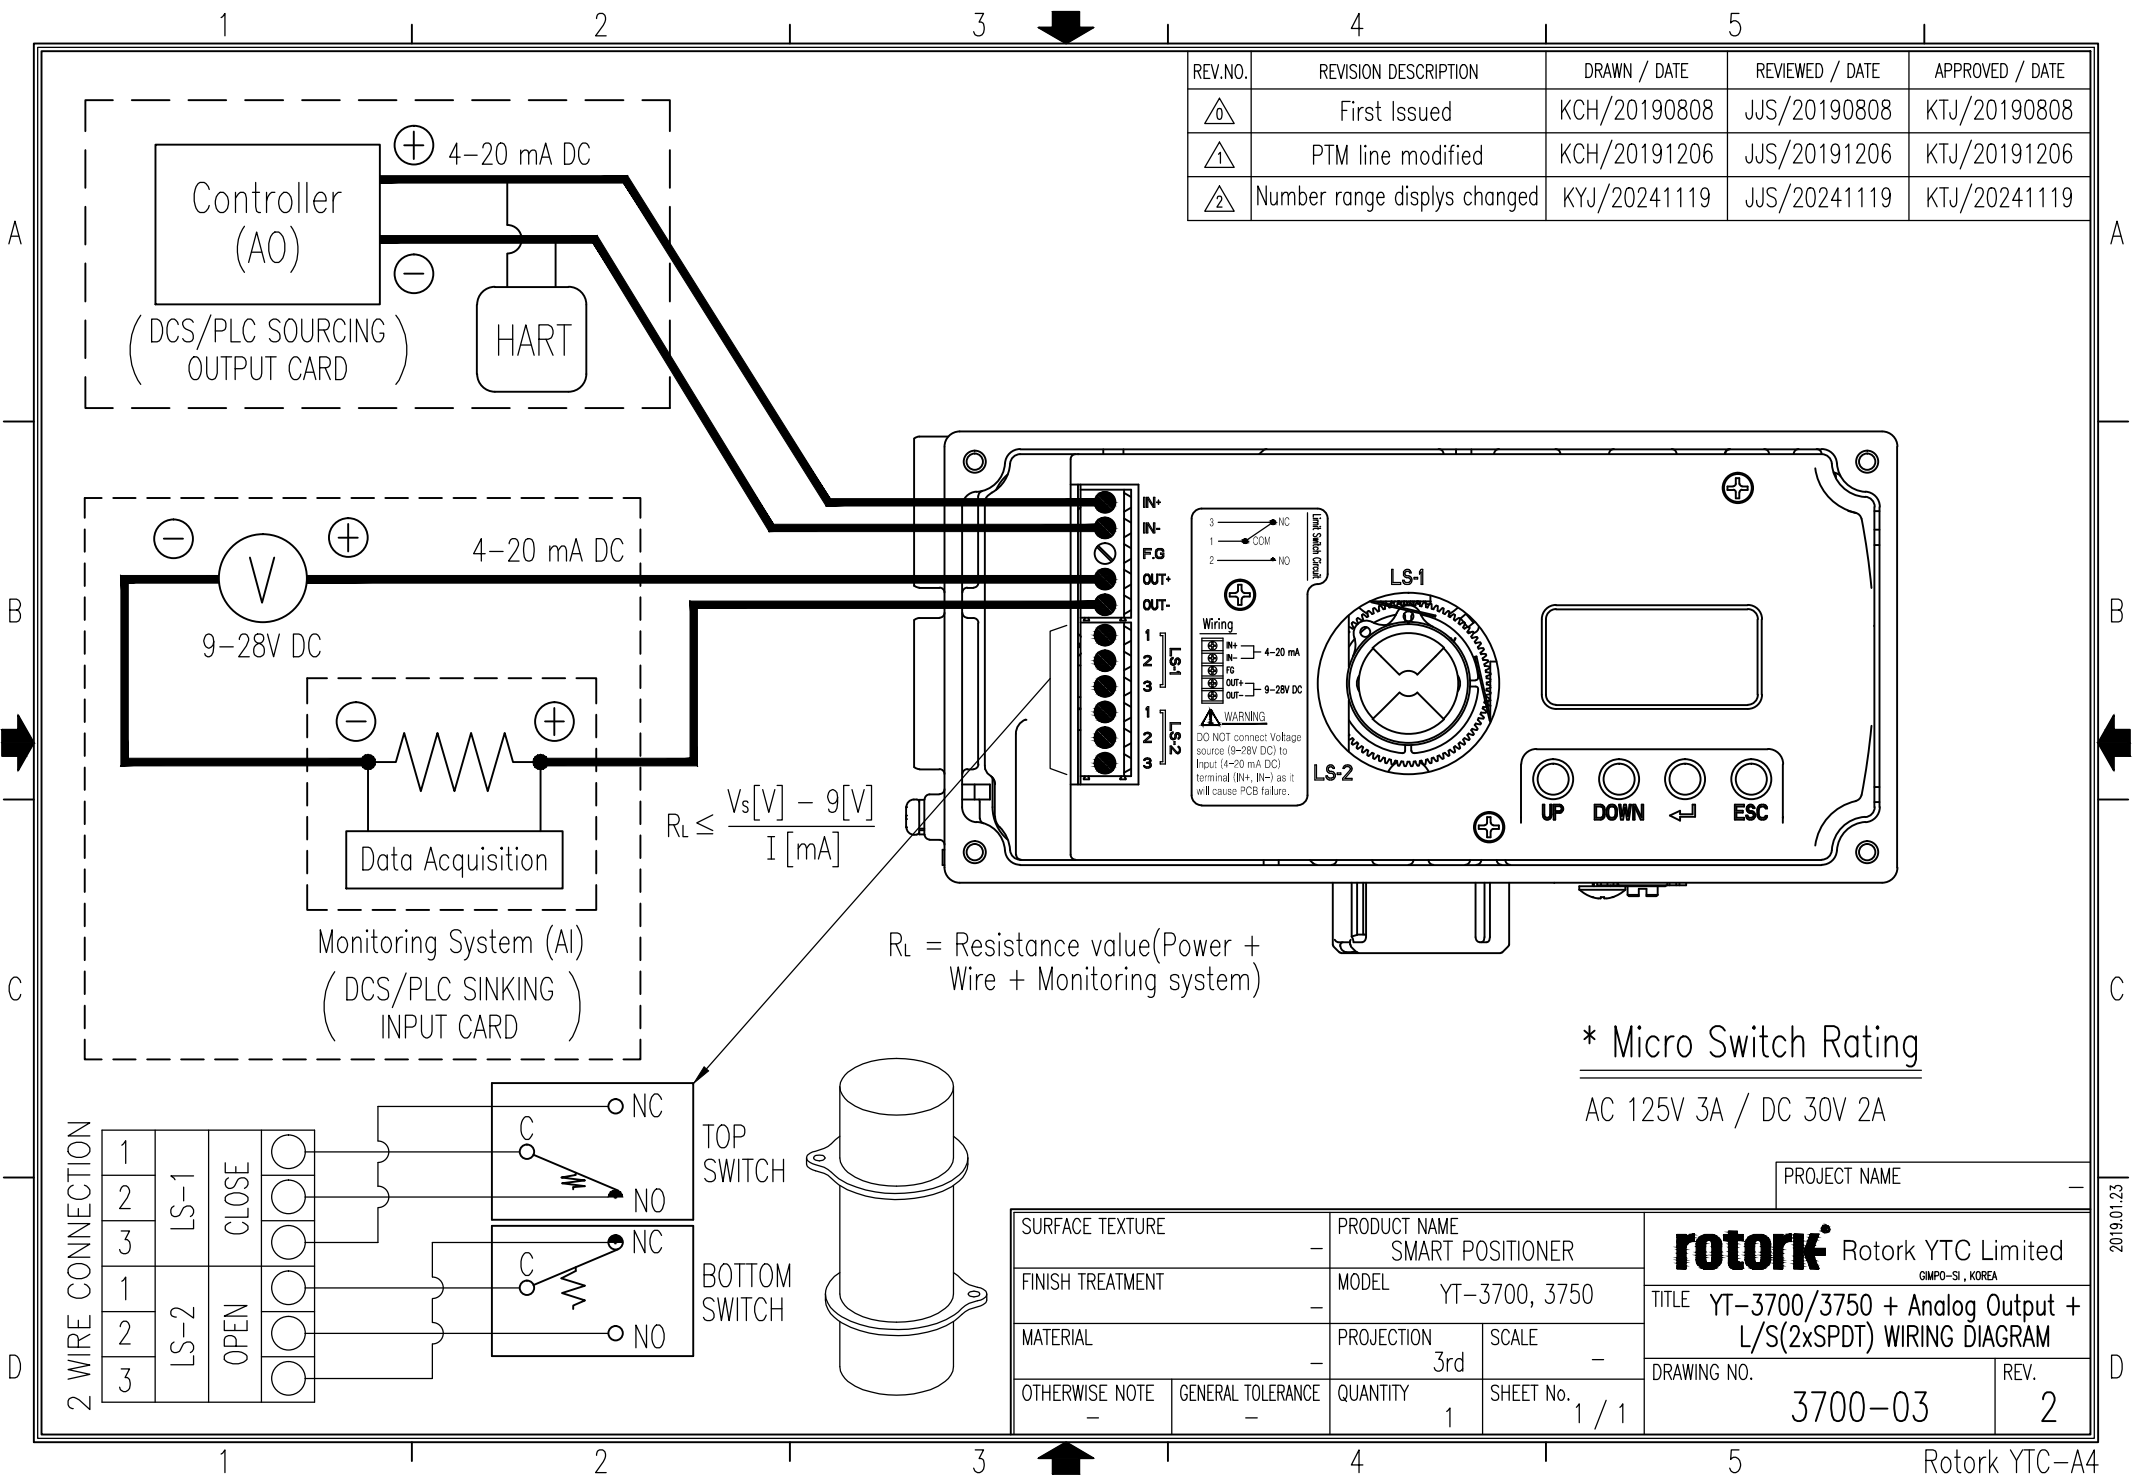 1 2 3 4 5
REV.NO. REVISION DESCRIPTION DRAWN / DATE REVIEWED / DATE APPROVED / DATE
0 First Issued KCH/20190808 JJS/20190808 KTJ/20190808
1 PTM line modified KCH/20191206 JJS/20191206 KTJ/20191206
2 Number range displys changed KYJ/20241119 JJS/20241119 KTJ/20241119
A A
+ 4-20 mA DC
Controller
(AO)
−
(DCS/PLC SOURCING
OUTPUT CARD)
HART
B B
− V +
4-20 mA DC
9-28V DC
− +
Data Acquisition
Monitoring System (AI)
(DCS/PLC SINKING
INPUT CARD)
RL ≤ Vs[V] - 9[V]
I [mA]
RL = Resistance value(Power +
Wire + Monitoring system)
IN+
IN-
F.G
OUT+
OUT-
1
2
3
LS-1
1
2
3
LS-2
3 NC
1 COM
2 NO
Limit Switch Circuit
Wiring
IN+
IN- 4-20 mA
FG
OUT+
OUT- 9-28V DC
WARNING
DO NOT connect Voltage
source (9-28V DC) to
Input (4-20 mA DC)
terminal (IN+, IN-) as it
will cause PCB failure.
LS-1
LS-2
UP DOWN ESC
C C
* Micro Switch Rating
AC 125V 3A / DC 30V 2A
2 WIRE CONNECTION
1
2
3
LS-1
CLOSE
1
2
3
LS-2
OPEN
NC
C
NO
TOP
SWITCH
NC
C
NO
BOTTOM
SWITCH
D D
PROJECT NAME -
SURFACE TEXTURE -
FINISH TREATMENT -
MATERIAL -
OTHERWISE NOTE -
GENERAL TOLERANCE -
PRODUCT NAME
SMART POSITIONER
MODEL YT-3700, 3750
PROJECTION 3rd
SCALE -
QUANTITY 1
SHEET No. 1 / 1
rotork Rotork YTC Limited
GIMPO-SI , KOREA
TITLE YT-3700/3750 + Analog Output +
L/S(2xSPDT) WIRING DIAGRAM
DRAWING NO. 3700-03
REV. 2
2019.01.23
1 2 3 4 5
Rotork YTC-A4